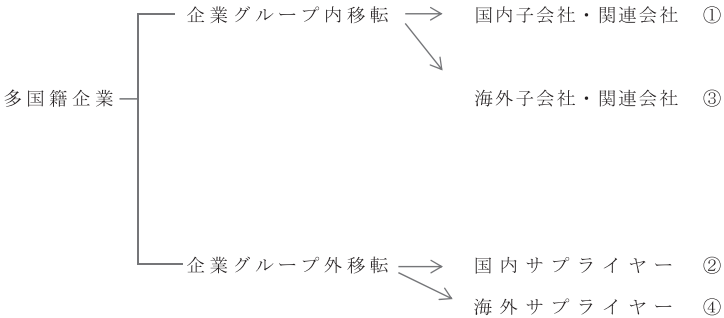 企業グループ内移転 国内子会社・関連会社 ①
多国籍企業 海外子会社・関連会社 ③
企業グループ外移転 国内サプライヤー ②
海外サプライヤー ④